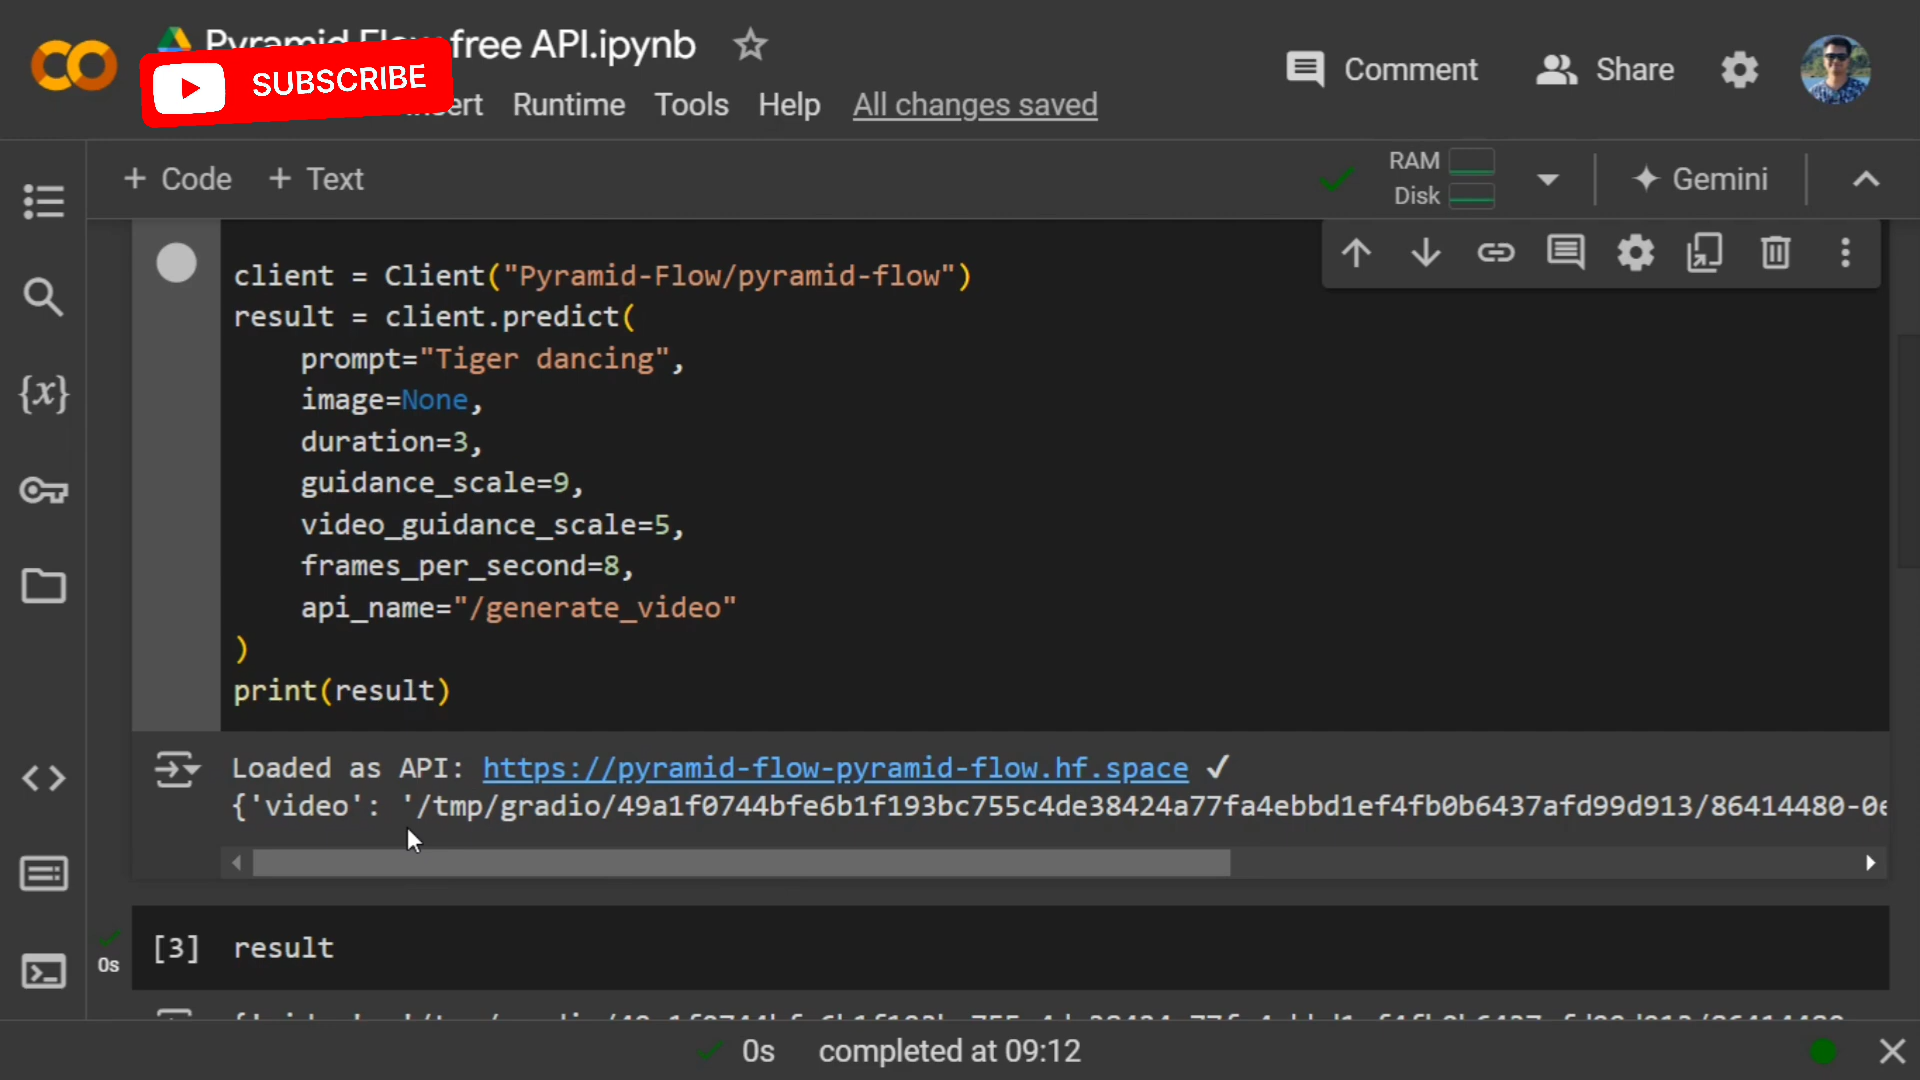 free API.ipynb
SUBSCRIBE
Runtime Tools Help All changes saved
Comment Share
+ Code + Text
RAM
Disk
Gemini
client = Client("Pyramid-Flow/pyramid-flow")
result = client.predict(
prompt="Tiger dancing",
image=None,
duration=3,
guidance_scale=9,
video_guidance_scale=5,
frames_per_second=8,
api_name="/generate_video"
)
print(result)
{x}
Loaded as API: https://pyramid-flow-pyramid-flow.hf.space ✓
{'video': '/tmp/gradio/49a1f0744bfe6b1f193bc755c4de38424a77fa4ebbd1ef4fb0b6437afd99d913/86414480-0e
[3] result
0s
0s completed at 09:12